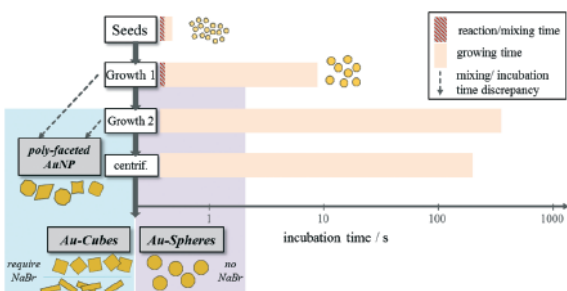 Seeds
reaction/mixing time
growing time
mixing/ incubation
time discrepancy
Growth 1
Growth 2
poly-faceted
AuNP
centrif.
1
10
100
1000
incubation time / s
Au-Cubes
Au-Spheres
require
NaBr
no
NaBr